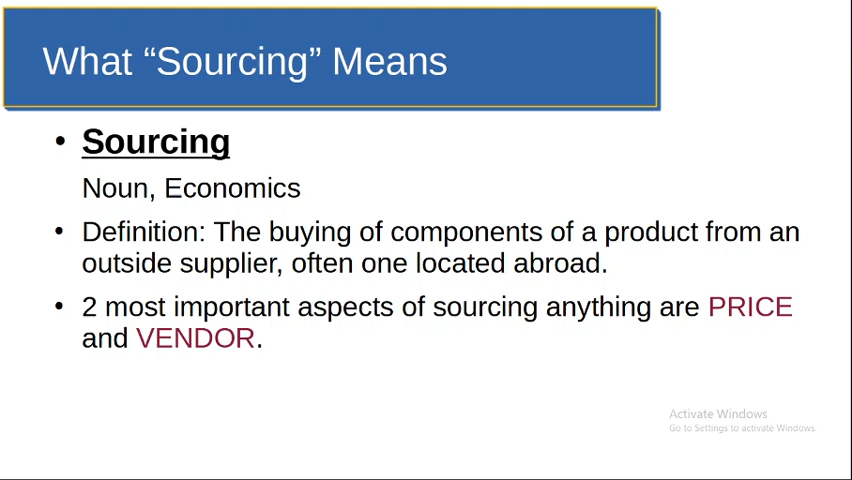 What “Sourcing” Means
• Sourcing
Noun, Economics
• Definition: The buying of components of a product from an
outside supplier, often one located abroad.
• 2 most important aspects of sourcing anything are PRICE
and VENDOR.
Activate Windows
Go to Settings to activate Windows.